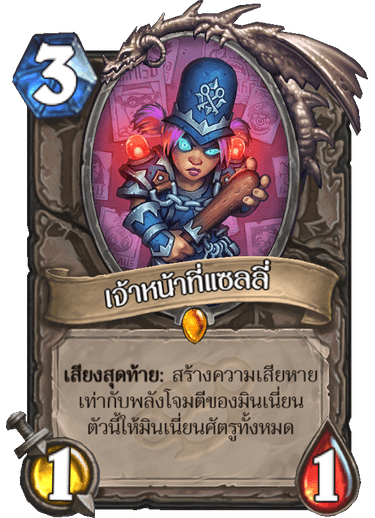 3
เจ้าหน้าที่แซลลี่
เสียงสุดท้าย: สร้างความเสียหาย
เท่ากับพลังโจมตีของมินเนี่ยน
ตัวนี้ให้มินเนี่ยนศัตรูทั้งหมด
1
1